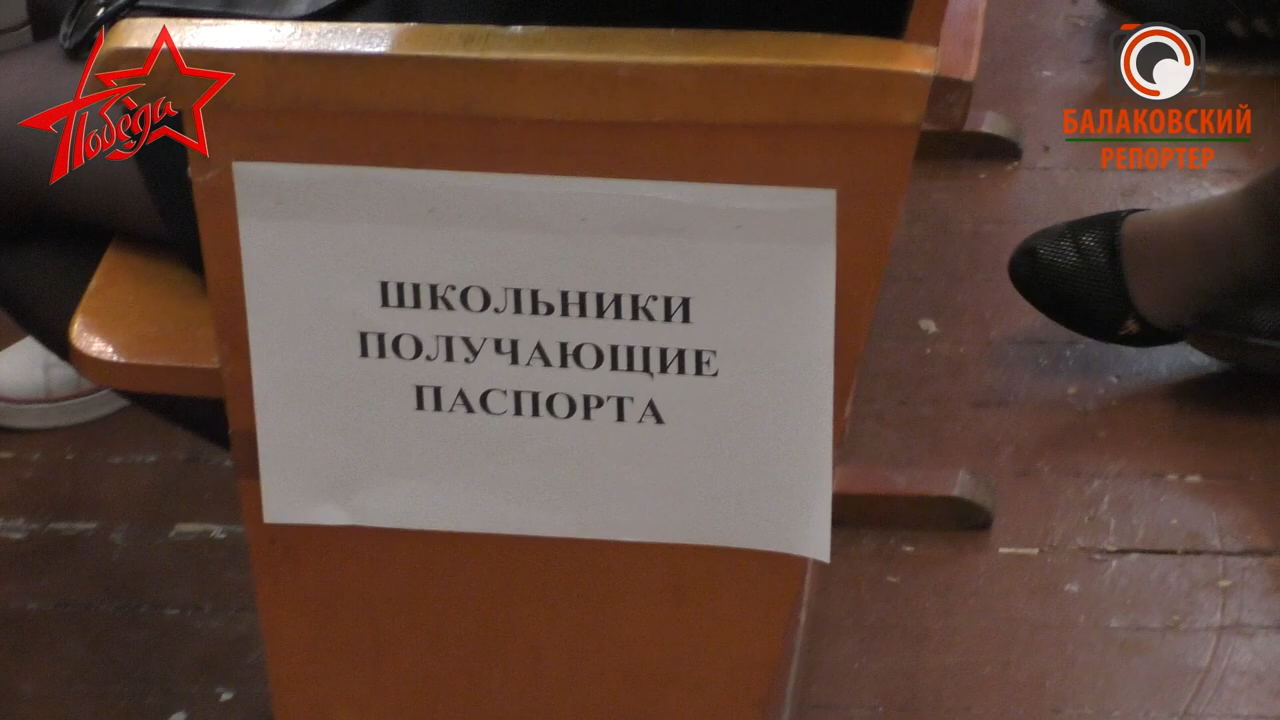 Победа
БАЛАКОВСКИЙ
РЕПОРТЕР
ШКОЛЬНИКИ
ПОЛУЧАЮЩИЕ
ПАСПОРТА